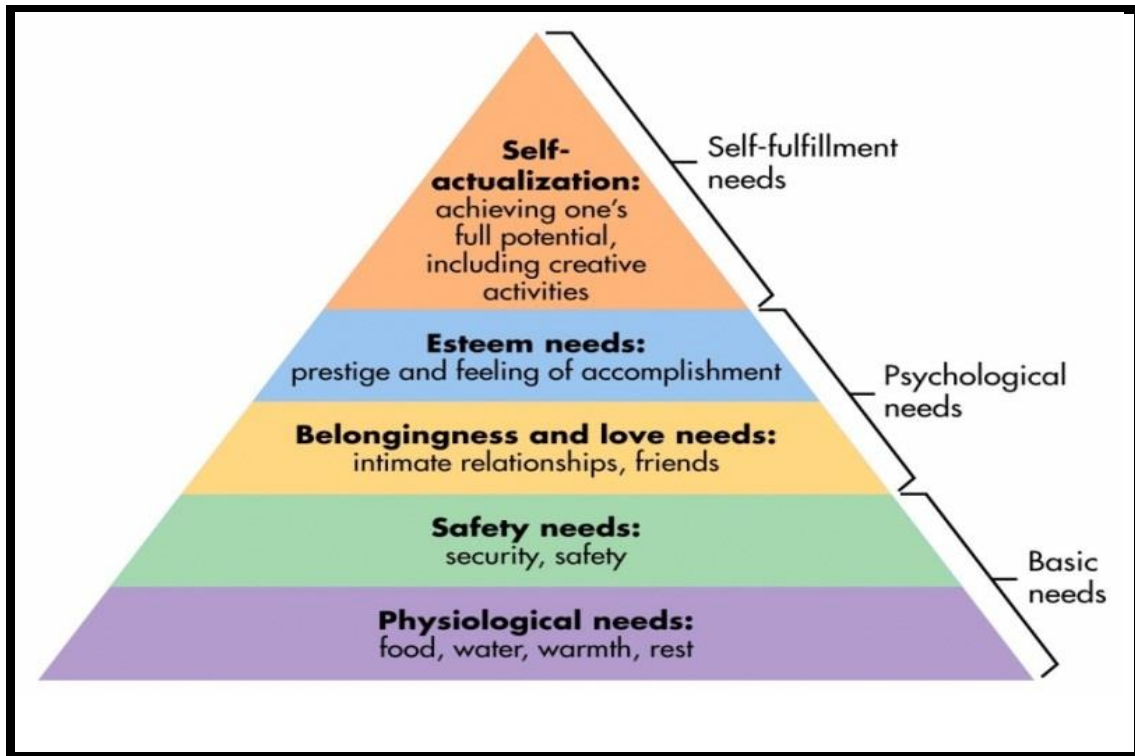 Self-
actualization:
achieving one's
full potential,
including creative
activities
Self-fulfillment
needs
Esteem needs:
prestige and feeling of accomplishment
Psychological
needs
Belongingness and love needs:
intimate relationships, friends
Safety needs:
security, safety
Basic
needs
Physiological needs:
food, water, warmth, rest